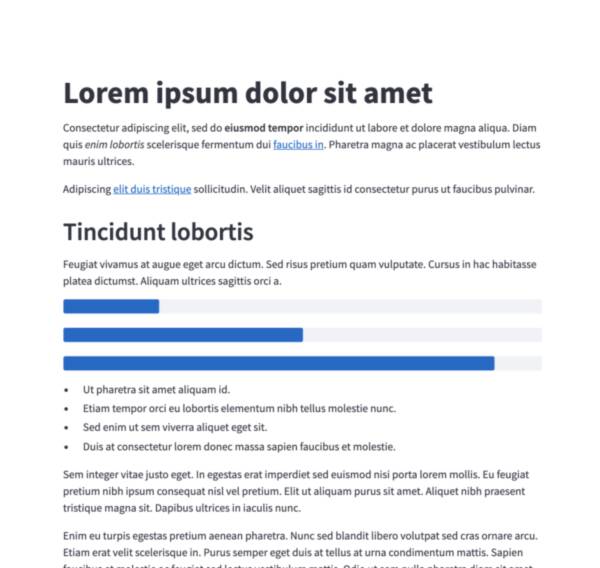 Lorem ipsum dolor sit amet
Consectetur adipiscing elit, sed do eiusmod tempor incididunt ut labore et dolore magna aliqua. Diam
quis enim lobortis scelerisque fermentum dui faucibus in. Pharetra magna ac placerat vestibulum lectus
mauris ultrices.
Adipiscing elit duis tristique sollicitudin. Velit aliquet sagittis id consectetur purus ut faucibus pulvinar.
Tincidunt lobortis
Feugiat vivamus at augue eget arcu dictum. Sed risus pretium quam vulputate. Cursus in hac habitasse
platea dictumst. Aliquam ultrices sagittis orci a.
• Ut pharetra sit amet aliquam id.
• Etiam tempor orci eu lobortis elementum nibh tellus molestie nunc.
• Sed enim ut sem viverra aliquet eget sit.
• Duis at consectetur lorem donec massa sapien faucibus et molestie.
Sem integer vitae justo eget. In egestas erat imperdiet sed euismod nisi porta lorem mollis. Eu feugiat
pretium nibh ipsum consequat nisl vel pretium. Elit ut aliquam purus sit amet. Aliquet nibh praesent
tristique magna sit. Dapibus ultrices in iaculis nunc.
Enim eu turpis egestas pretium aenean pharetra. Nunc sed blandit libero volutpat sed cras ornare arcu.
Etiam erat velit scelerisque in. Purus semper eget duis at tellus at urna condimentum mattis. Sapien